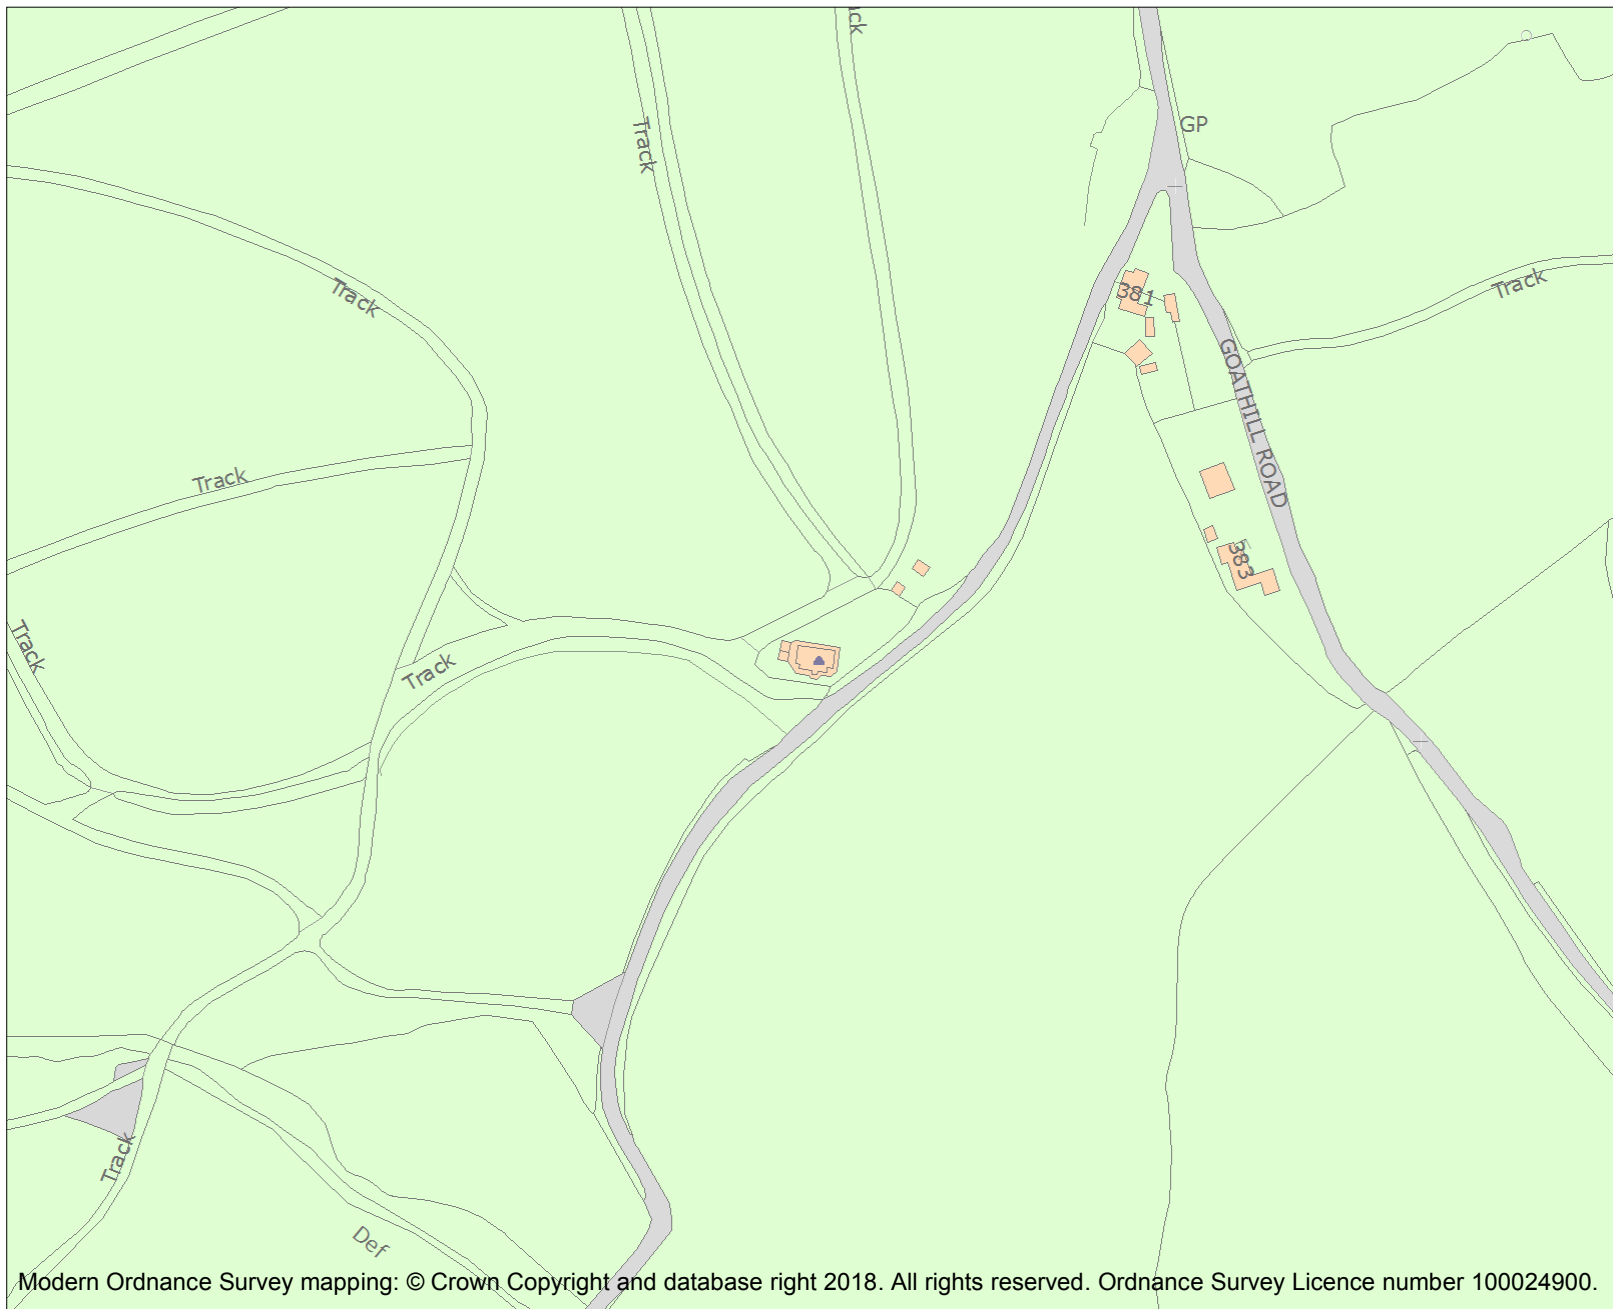 ck
Track
GP
Track
381
Track
GOATHILL ROAD
Track
383
Track
Track
Track
Def
Modern Ordnance Survey mapping: © Crown Copyright and database right 2018. All rights reserved. Ordnance Survey Licence number 100024900.